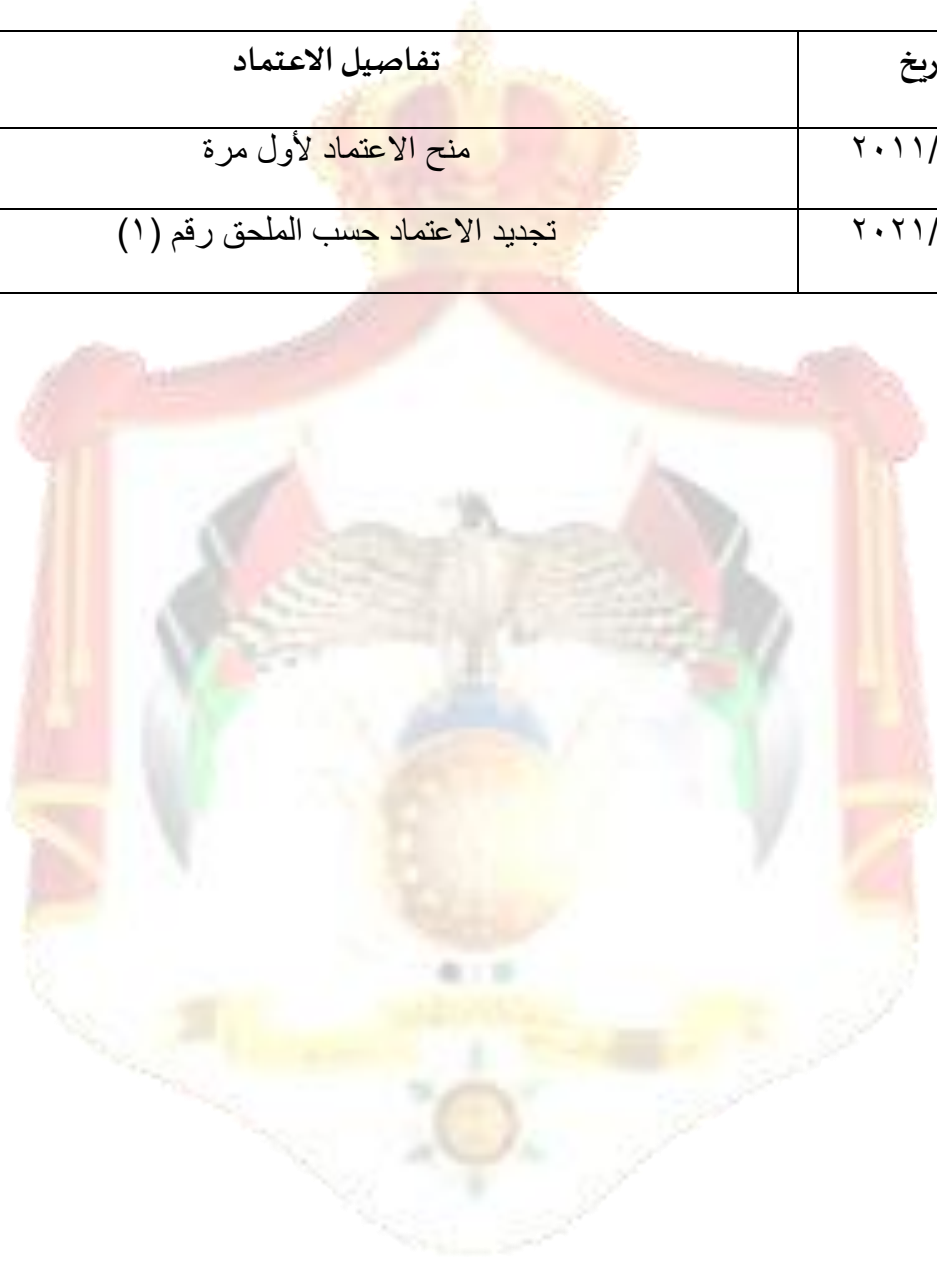 ريخ تفاصيل الاعتماد
/٢٠١١ منح الاعتماد لأول مرة
/٢٠٢١ تجديد الاعتماد حسب الملحق رقم (١)